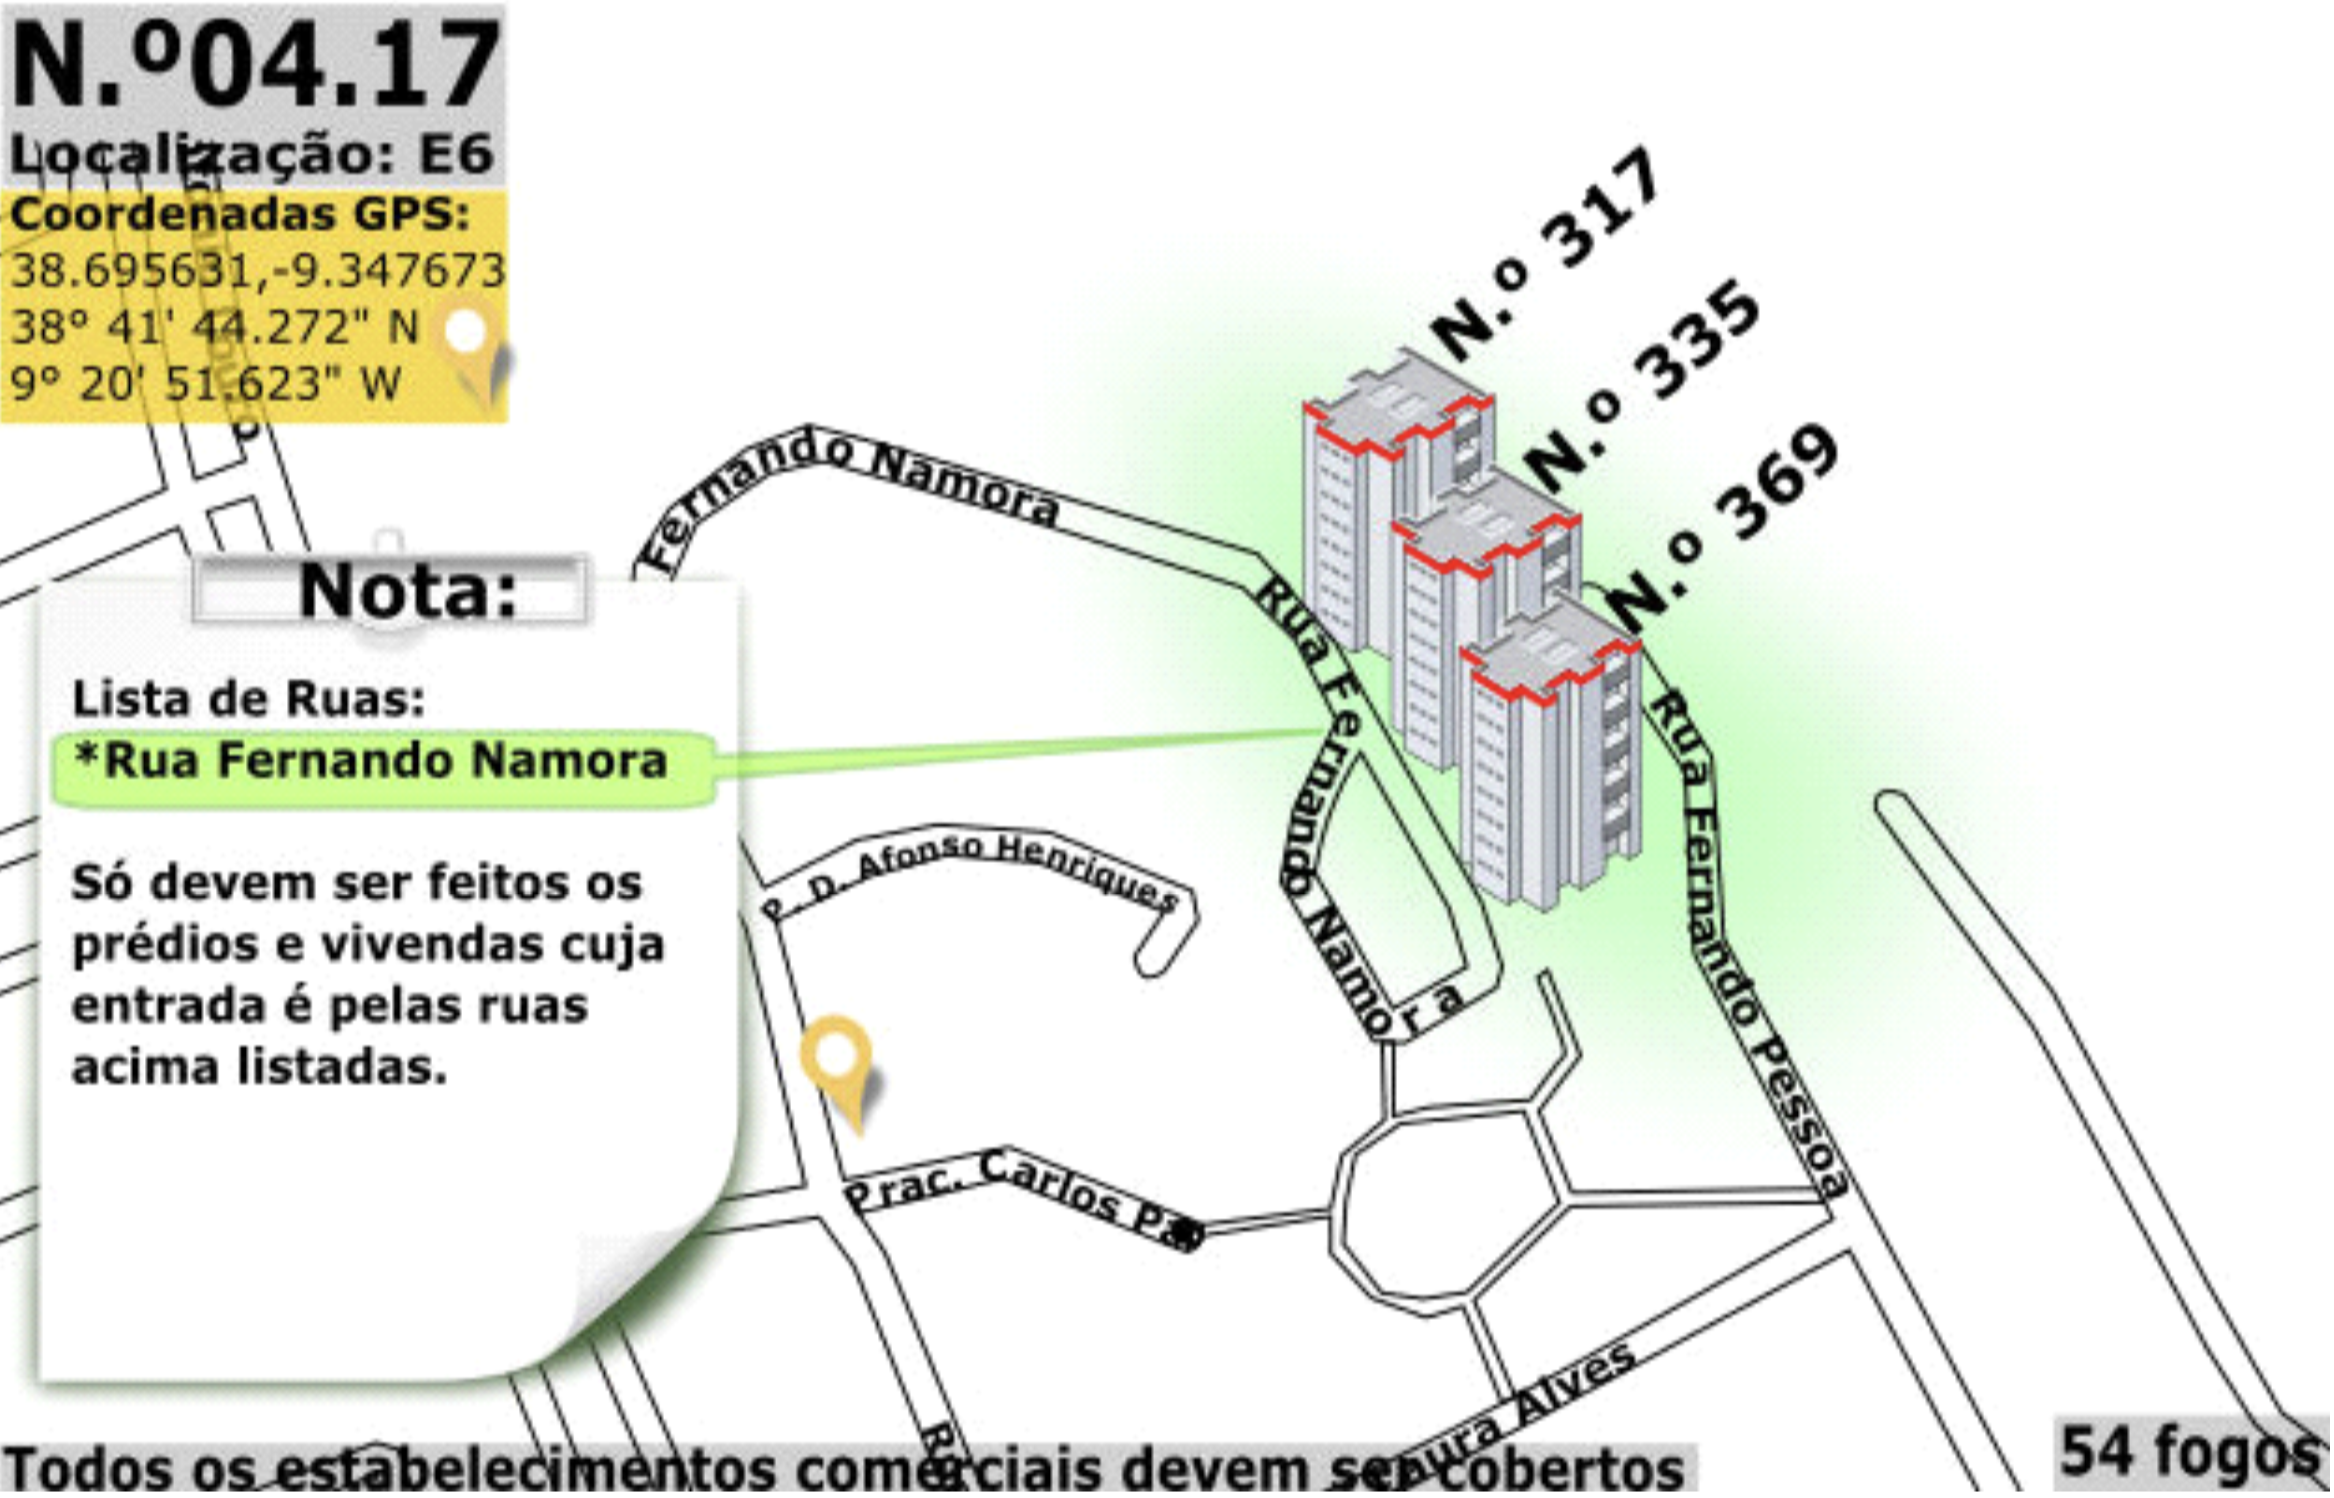 N.º04.17
Localização: E6
Coordenadas GPS:
38.695631,-9.347673
38° 41' 44.272" N
9° 20' 51.623" W
N.º 317
N.º 335
N.º 369
Fernando Namora
Nota:
Lista de Ruas:
*Rua Fernando Namora
Só devem ser feitos os
prédios e vivendas cuja
entrada é pelas ruas
acima listadas.
Rua Fernando Namora
Rua Fernando Pessoa
P. D. Afonso Henriques
Prac. Carlos
Alves
Todos os estabelecimentos comerciais devem ser cobertos
54 fogos